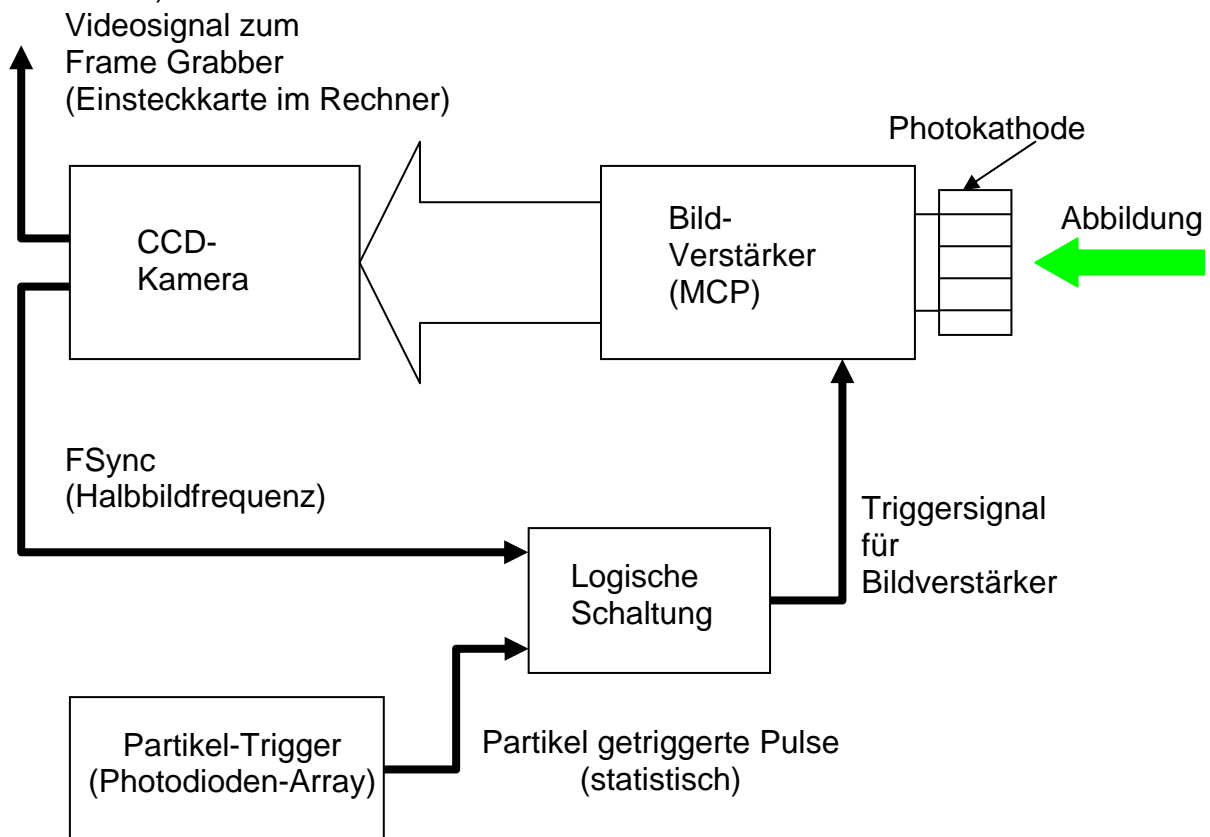 Videosignal zum
Frame Grabber
(Einsteckkarte im Rechner)
Photokathode
CCD-
Kamera
Bild-
Verstärker
(MCP)
Abbildung
FSync
(Halbbildfrequenz)
Triggersignal
für
Bildverstärker
Logische
Schaltung
Partikel-Trigger
(Photodioden-Array)
Partikel getriggerte Pulse
(statistisch)